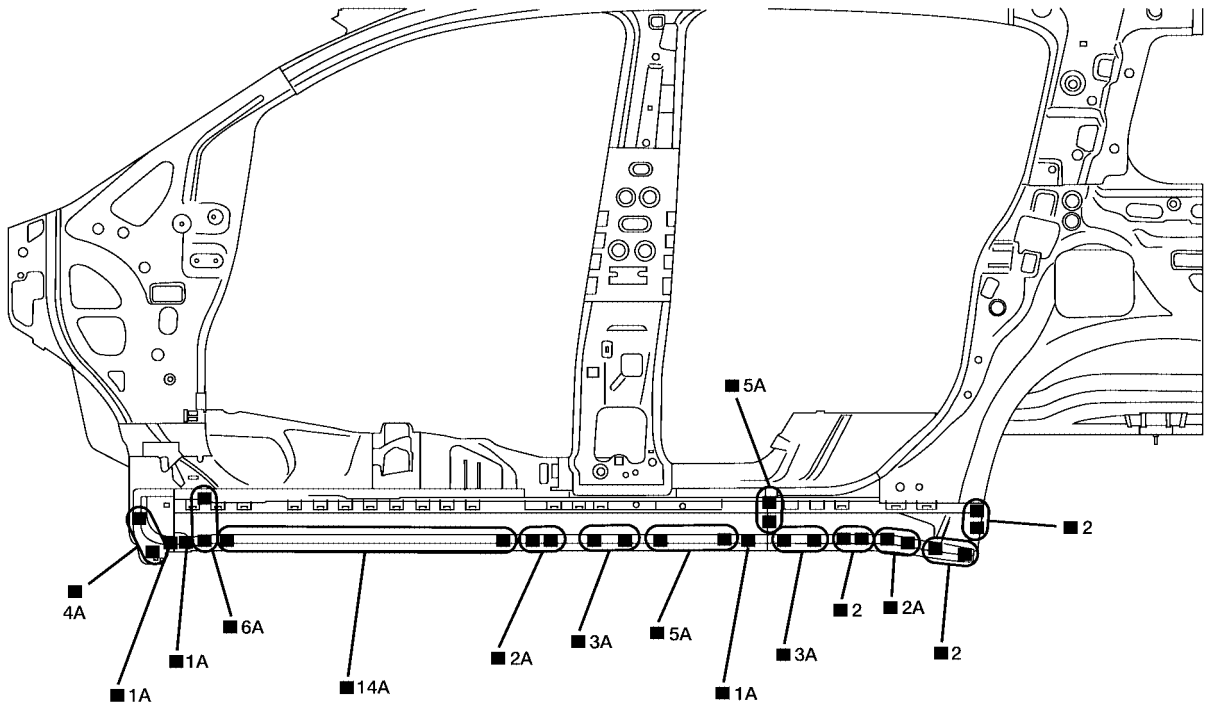 ■ 5A
■ 2
■
4A
■ 6A
■ 1A
■ 1A
■ 14A
■ 2A
■ 3A
■ 5A
■ 1A
■ 3A
■ 2
■ 2A
■ 2